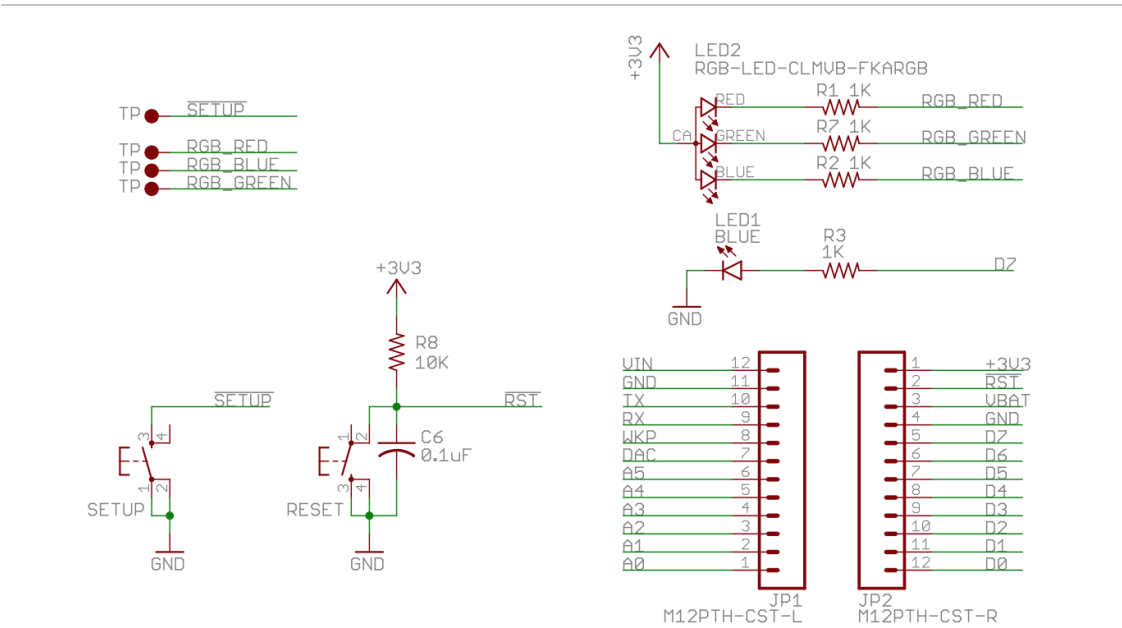 TP SETUP
TP RGB_RED
TP RGB_BLUE
TP RGB_GREEN
+3V3
LED2
RGB-LED-CLMVB-FKARGB
CA
RED R1 1K RGB_RED
GREEN R7 1K RGB_GREEN
BLUE R2 1K RGB_BLUE
LED1
BLUE
R3
1K
D7
GND
+3V3
R8
10K
SETUP
3 4
1 2
SETUP
GND
RST
1 2
3 4
C6
0.1uF
RESET
GND
VIN 12
GND 11
TX 10
RX 9
WKP 8
DAC 7
A5 6
A4 5
A3 4
A2 3
A1 2
A0 1
JP1
M12PTH-CST-L
1 +3V3
2 RST
3 VBAT
4 GND
5 D7
6 D6
7 D5
8 D4
9 D3
10 D2
11 D1
12 D0
JP2
M12PTH-CST-R